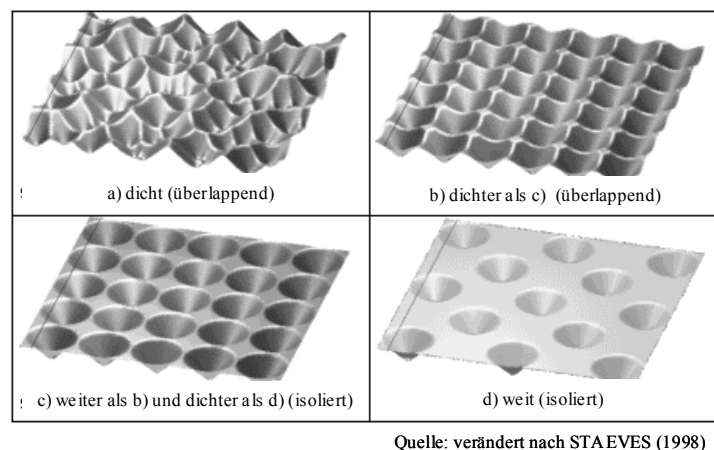 a) dicht (überlappend)
b) dichter als c) (überlappend)
c) weiter als b) und dichter als d) (isoliert)
d) weit (isoliert)
Quelle: verändert nach STAEVES (1998)